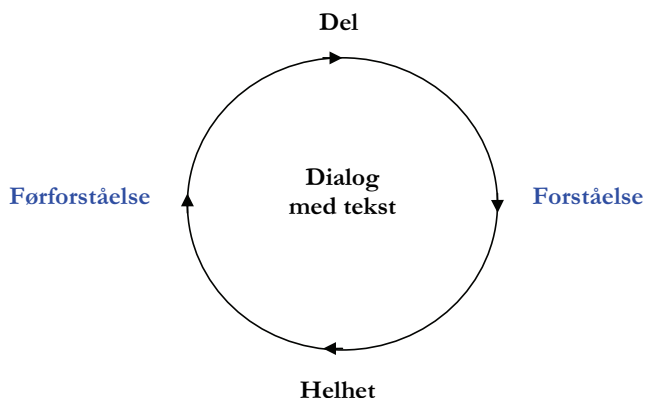 Del
Førforståelse
Dialog
med tekst
Forståelse
Helhet